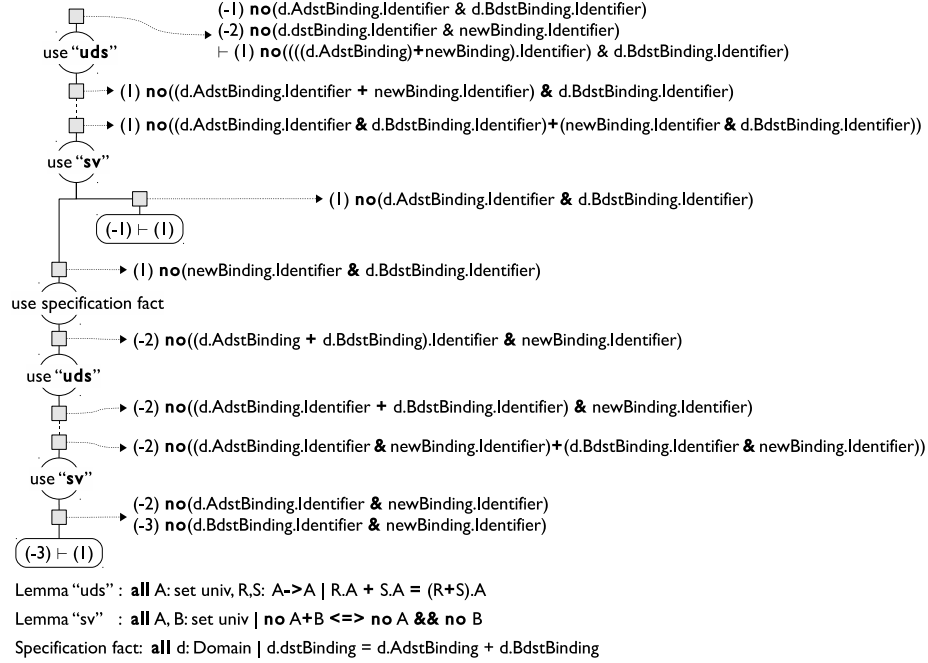 (-1) no(d.AdstBinding.Identifier & d.BdstBinding.Identifier)
(-2) no(d.dstBinding.Identifier & newBinding.Identifier)
⊢ (1) no((((d.AdstBinding)+newBinding).Identifier) & d.BdstBinding.Identifier)
use “uds”
(1) no((d.AdstBinding.Identifier + newBinding.Identifier) & d.BdstBinding.Identifier)
(1) no((d.AdstBinding.Identifier & d.BdstBinding.Identifier)+(newBinding.Identifier & d.BdstBinding.Identifier))
use “sv”
(1) no(d.AdstBinding.Identifier & d.BdstBinding.Identifier)
(-1) ⊢ (1)
(1) no(newBinding.Identifier & d.BdstBinding.Identifier)
use specification fact
(-2) no((d.AdstBinding + d.BdstBinding).Identifier & newBinding.Identifier)
use “uds”
(-2) no((d.AdstBinding.Identifier + d.BdstBinding.Identifier) & newBinding.Identifier)
(-2) no((d.AdstBinding.Identifier & newBinding.Identifier)+(d.BdstBinding.Identifier & newBinding.Identifier))
use “sv”
(-2) no(d.AdstBinding.Identifier & newBinding.Identifier)
(-3) no(d.BdstBinding.Identifier & newBinding.Identifier)
(-3) ⊢ (1)
Lemma “uds” : all A: set univ, R,S: A->A | R.A + S.A = (R+S).A
Lemma “sv” : all A, B: set univ | no A+B <=> no A && no B
Specification fact: all d: Domain | d.dstBinding = d.AdstBinding + d.BdstBinding